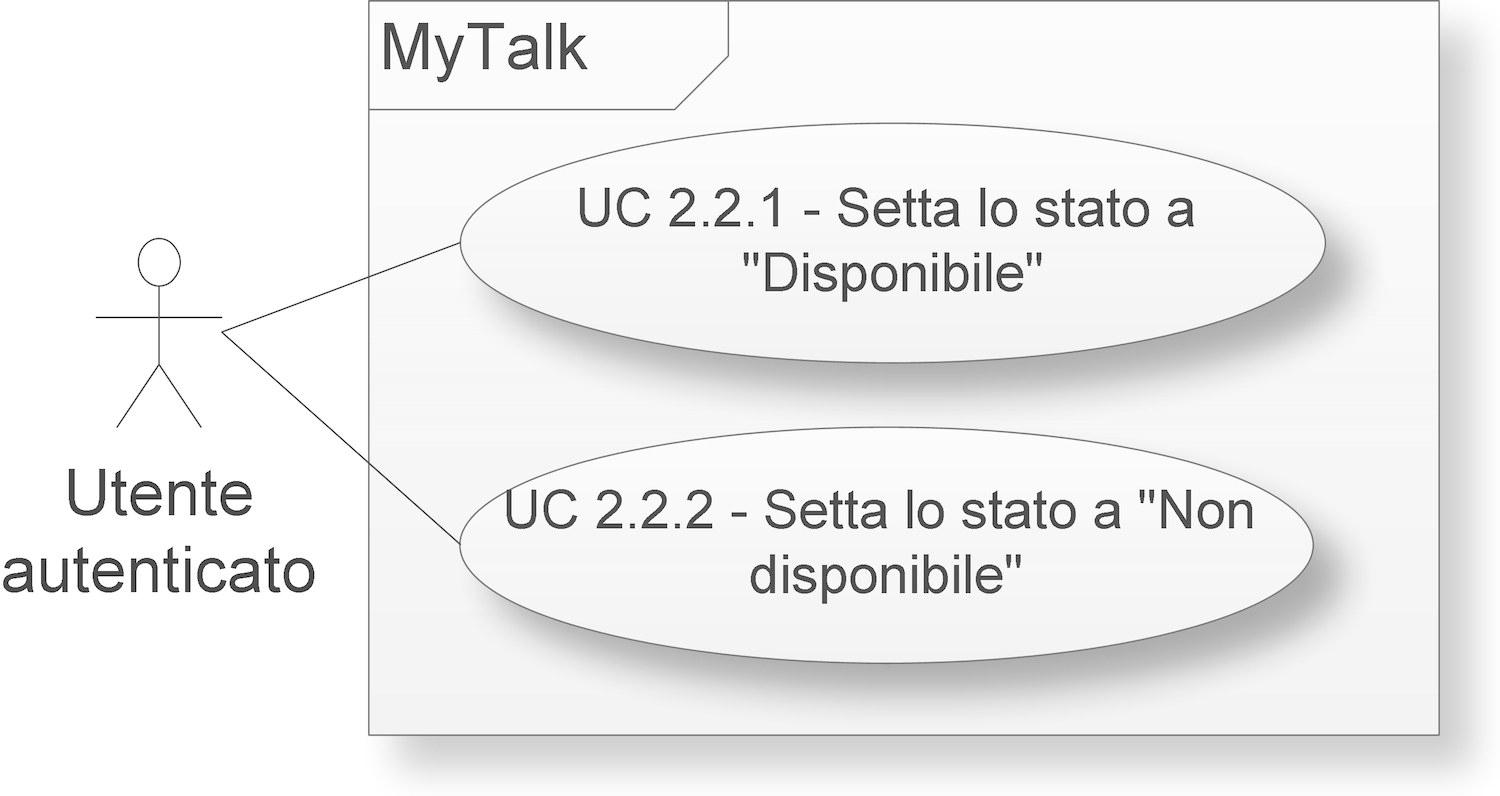 MyTalk
UC 2.2.1 - Setta lo stato a
"Disponibile"
UC 2.2.2 - Setta lo stato a "Non
disponibile"
Utente
autenticato